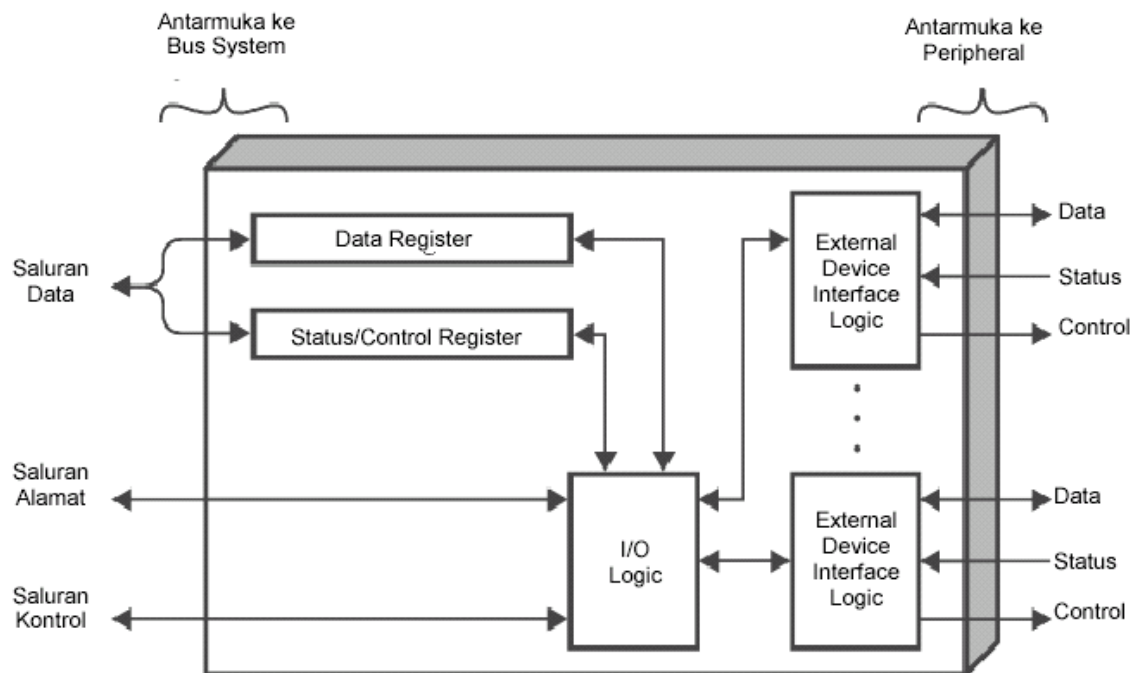 Antarmuka ke
Bus System
Antarmuka ke
Peripheral
Data Register
Status/Control Register
Saluran
Data
Saluran
Alamat
Saluran
Kontrol
I/O
Logic
External
Device
Interface
Logic
Data
Status
Control
External
Device
Interface
Logic
Data
Status
Control